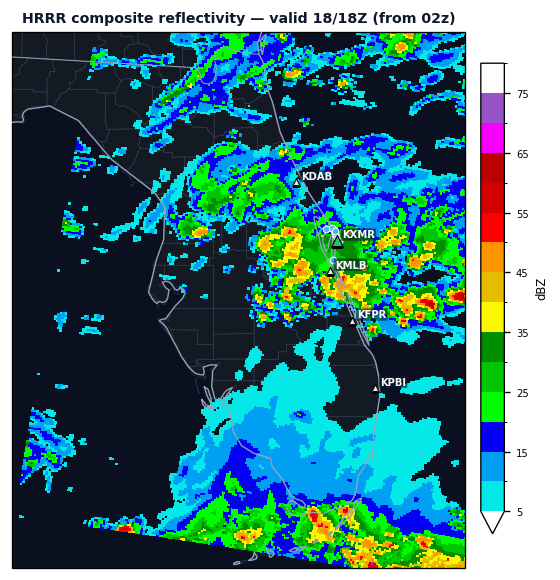 HRRR composite reflectivity — valid 18/18Z (from 02z)
75
65
KDAB
55
KXMR
KMLB
45
dBZ
KFPR
35
KPBI
25
15
5